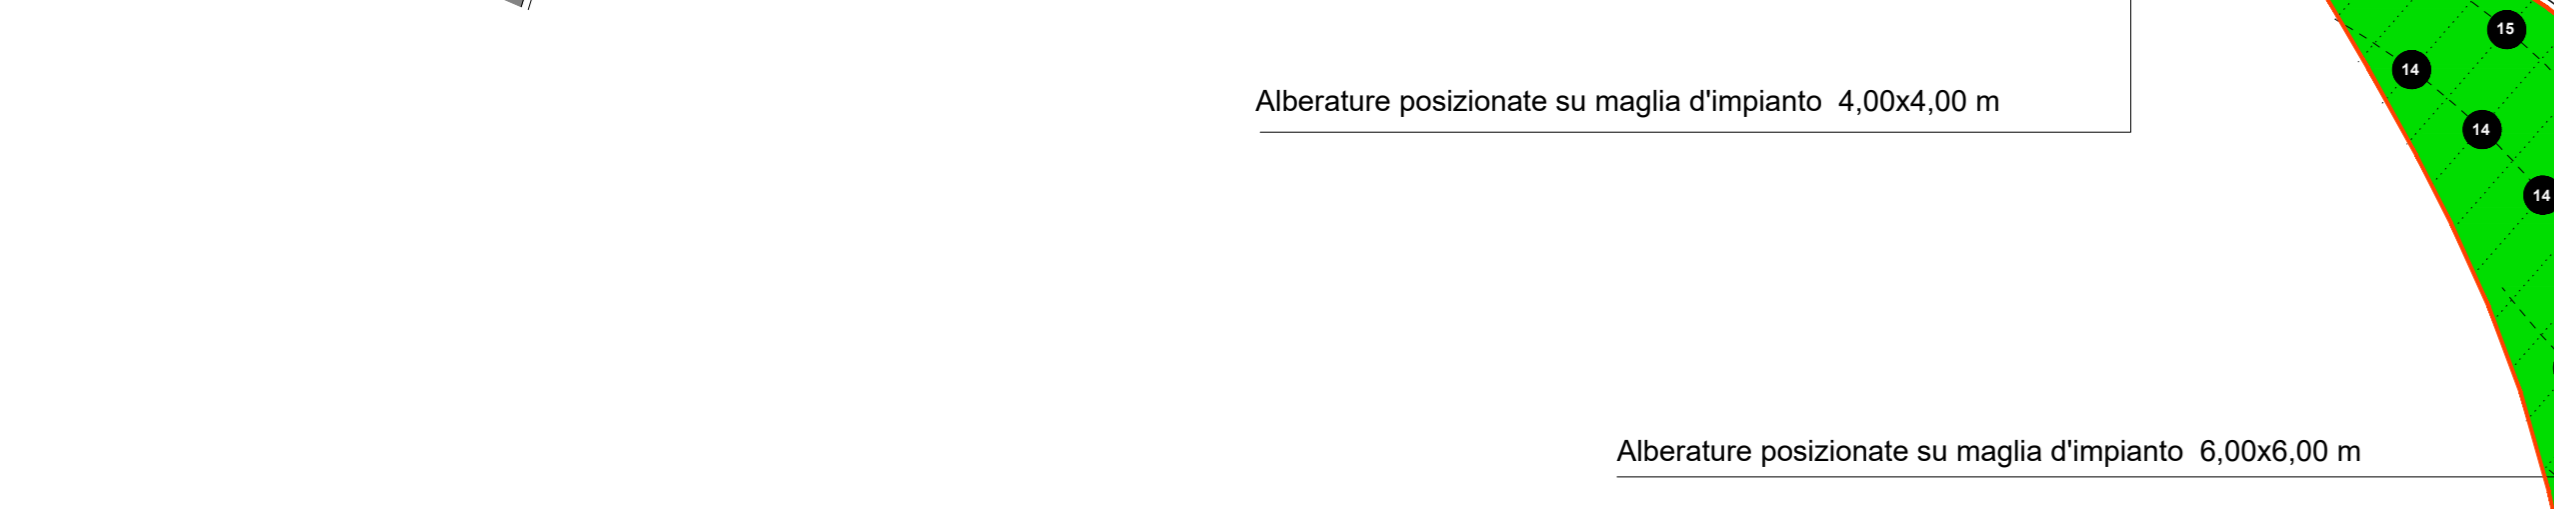 15
14
Alberature posizionate su maglia d'impianto  4,00x4,00 m
14
14
Alberature posizionate su maglia d'impianto  6,00x6,00 m